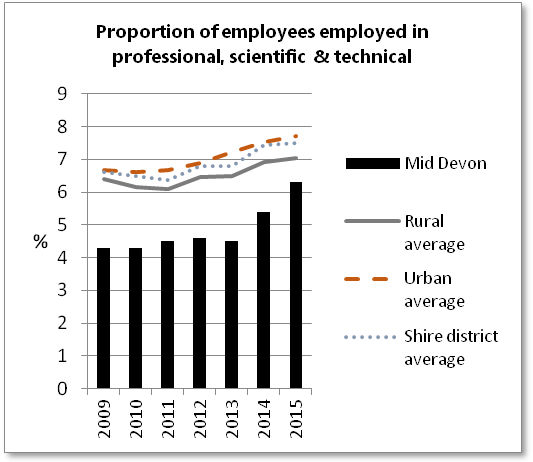 Proportion of employees employed in
professional, scientific & technical
9
8
7
6
5
4
3
2
1
0
%
2009
2010
2011
2012
2013
2014
2015
Mid Devon
Rural
average
Urban
average
Shire district
average